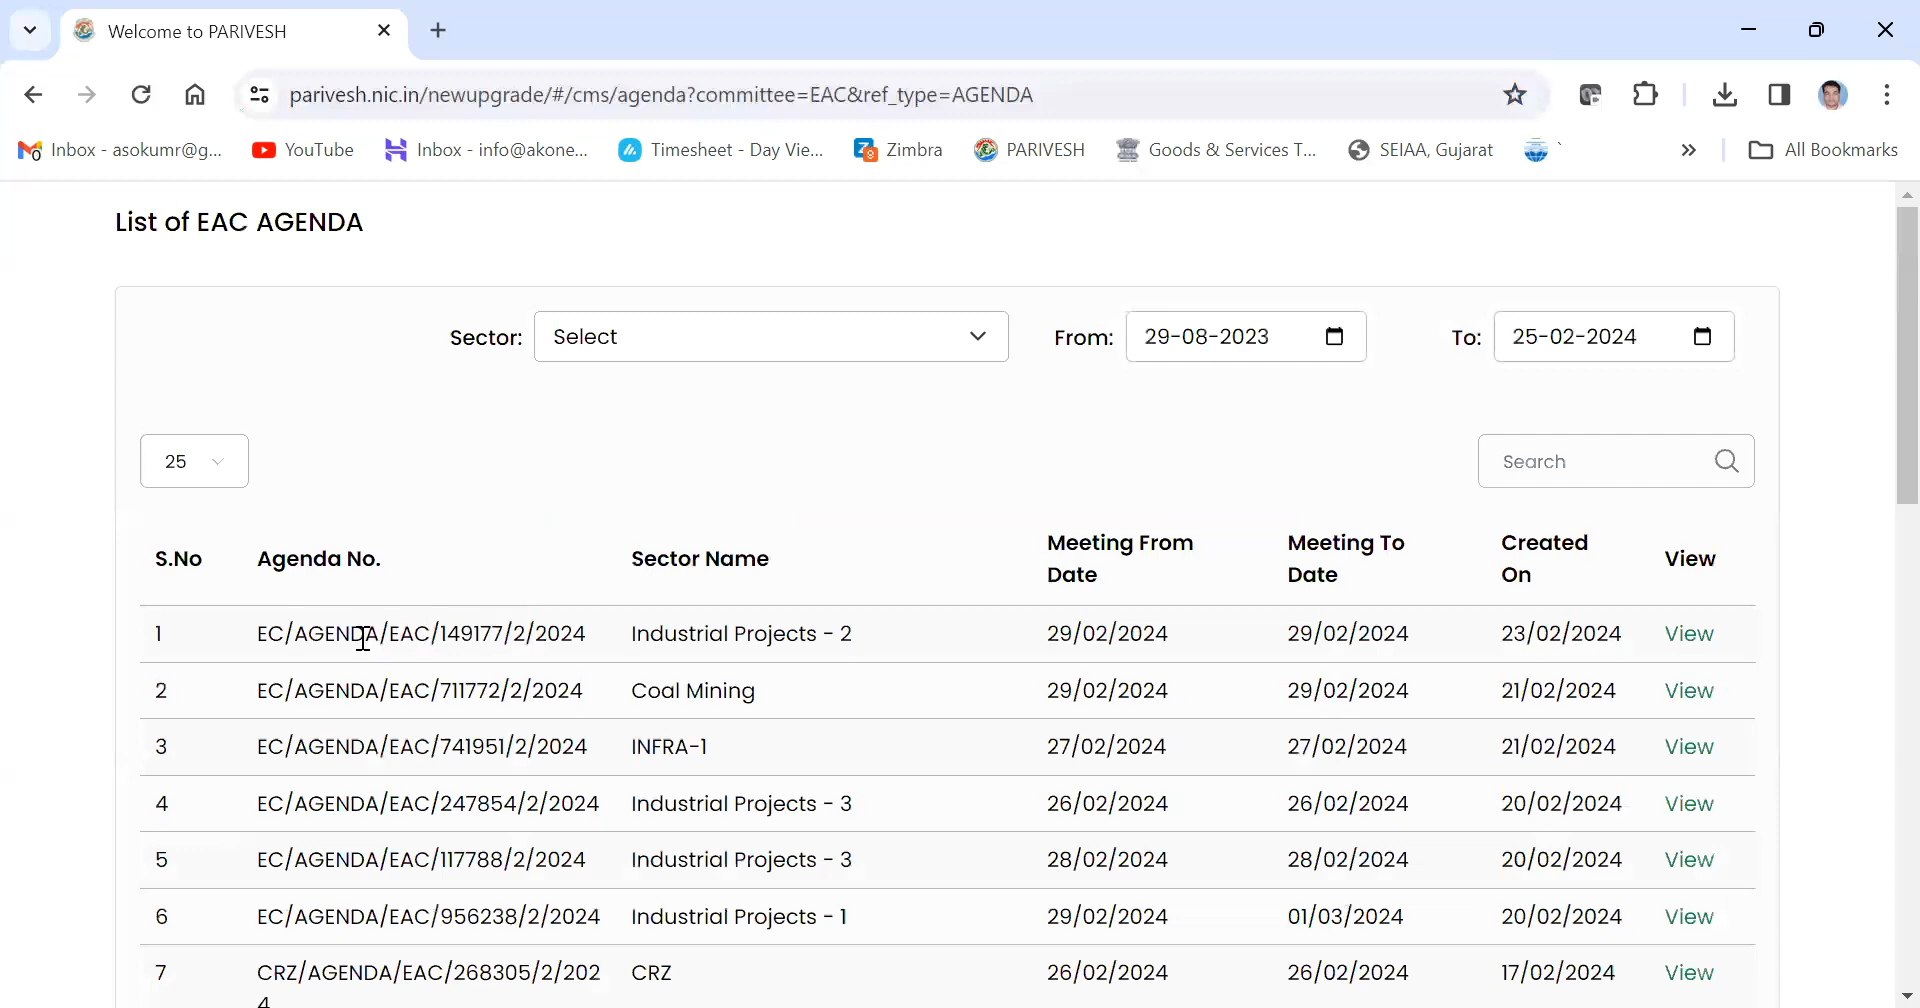 Welcome to PARIVESH
parivesh.nic.in/newupgrade/#/cms/agenda?committee=EAC&ref_type=AGENDA
Inbox - asokumr@g... YouTube Inbox - info@akone... Timesheet - Day Vie... Zimbra PARIVESH Goods & Services T... SEIAA, Gujarat ` » All Bookmarks
List of EAC AGENDA
Sector: Select From: 29-08-2023 To: 25-02-2024
25 Search
S.No Agenda No. Sector Name Meeting From Date Meeting To Date Created On View
1 EC/AGENDA/EAC/149177/2/2024 Industrial Projects - 2 29/02/2024 29/02/2024 23/02/2024 View
2 EC/AGENDA/EAC/711772/2/2024 Coal Mining 29/02/2024 29/02/2024 21/02/2024 View
3 EC/AGENDA/EAC/741951/2/2024 INFRA-1 27/02/2024 27/02/2024 21/02/2024 View
4 EC/AGENDA/EAC/247854/2/2024 Industrial Projects - 3 26/02/2024 26/02/2024 20/02/2024 View
5 EC/AGENDA/EAC/117788/2/2024 Industrial Projects - 3 28/02/2024 28/02/2024 20/02/2024 View
6 EC/AGENDA/EAC/956238/2/2024 Industrial Projects - 1 29/02/2024 01/03/2024 20/02/2024 View
7 CRZ/AGENDA/EAC/268305/2/202 CRZ 26/02/2024 26/02/2024 17/02/2024 View
4